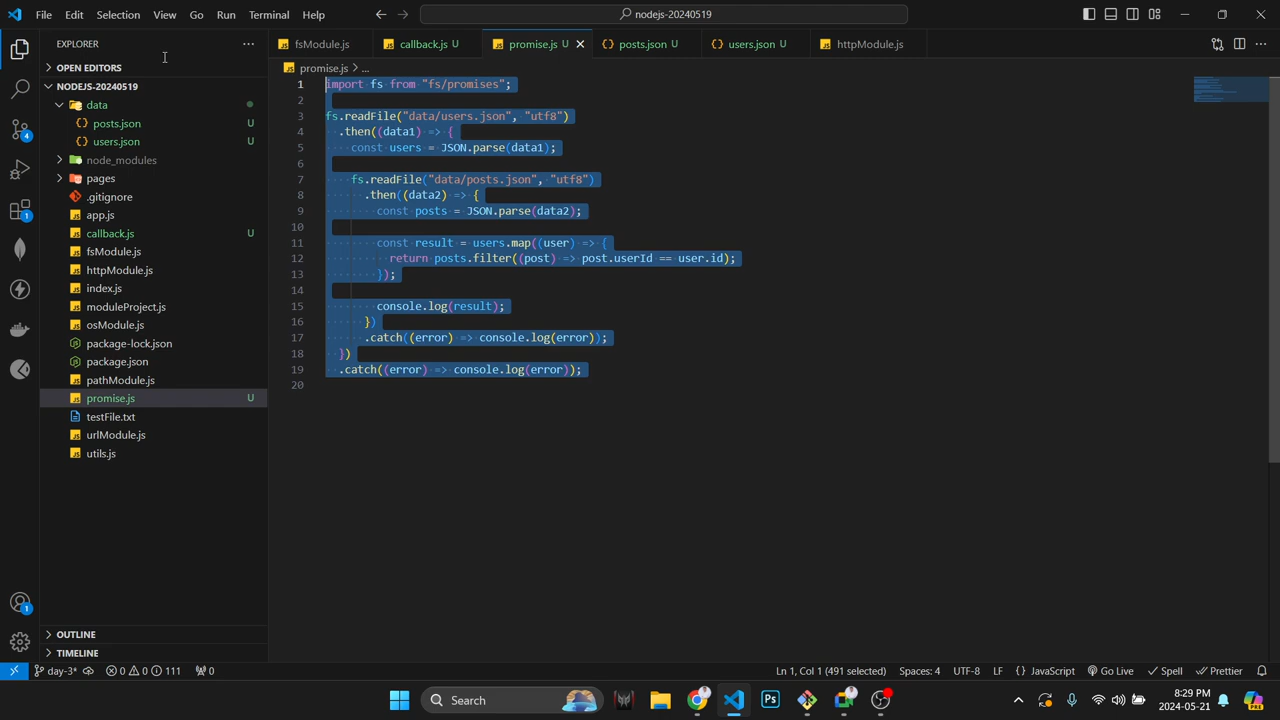 File Edit Selection View Go Run Terminal Help
nodejs-20240519
EXPLORER
OPEN EDITORS
NODEJS-20240519
data
posts.json U
users.json U
node_modules
pages
.gitignore
app.js
callback.js U
fsModule.js
httpModule.js
index.js
moduleProject.js
osModule.js
package-lock.json
package.json
pathModule.js
promise.js U
testFile.txt
urlModule.js
utils.js
OUTLINE
TIMELINE
4
1
1
fsModule.js callback.js U promise.js U posts.json U users.json U httpModule.js
promise.js > ...
1 import fs from "fs/promises";
2
3 fs.readFile("data/users.json", "utf8")
4 .then((data1) => {
5 const users = JSON.parse(data1);
6
7 fs.readFile("data/posts.json", "utf8")
8 .then((data2) => {
9 const posts = JSON.parse(data2);
10
11 const result = users.map((user) => {
12 return posts.filter((post) => post.userId == user.id);
13 });
14
15 console.log(result);
16 })
17 .catch((error) => console.log(error));
18 })
19 .catch((error) => console.log(error));
20
day-3* 0 0 111 0 Ln 1, Col 1 (491 selected) Spaces: 4 UTF-8 LF {} JavaScript Go Live Spell Prettier
Search Ps 8:29 PM
2024-05-21